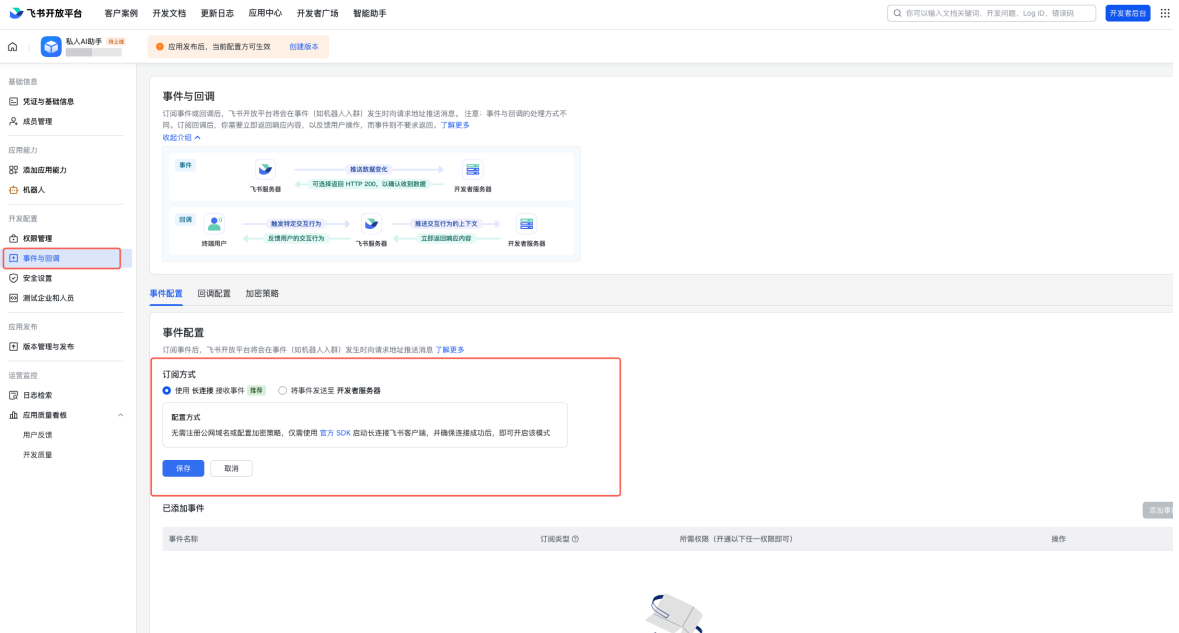 飞书开放平台 客户案例 开发文档 更新日志 应用中心 开发者广场 智能助手 你可以输入文档关键词、开发问题、Log ID、错误码 开发者后台
私人AI助手 待上线
应用发布后，当前配置方可生效 创建版本
基础信息
凭证与基础信息
成员管理
应用能力
添加应用能力
机器人
开发配置
权限管理
事件与回调
安全设置
测试企业和人员
应用发布
版本管理与发布
运营监控
日志检索
应用质量看板
用户反馈
开发质量
事件与回调
订阅事件或回调后，飞书开放平台将会在事件（如机器人入群）发生时向请求地址推送消息。 注意：事件与回调的处理方式不
同。订阅回调后，你需要立即返回响应内容，以反馈用户操作，而事件则不要求返回。了解更多
收起介绍
事件
推送数据变化
可选择返回 HTTP 200，以确认收到数据
飞书服务器 开发者服务器
回调
触发特定交互行为 推送交互行为的上下文
反馈用户的交互行为 立即返回响应内容
终端用户 飞书服务器 开发者服务器
事件配置 回调配置 加密策略
事件配置
订阅事件后，飞书开放平台将会在事件（如机器人入群）发生时向请求地址推送消息 了解更多
订阅方式
使用 长连接 接收事件 推荐 将事件发送至 开发者服务器
配置方式
无需注册公网域名或配置加密策略，仅需使用 官方 SDK 启动长连接飞书客户端，并确保连接成功后，即可开启该模式
保存 取消
已添加事件
添加事
事件名称 订阅类型 所需权限（开通以下任一权限即可） 操作